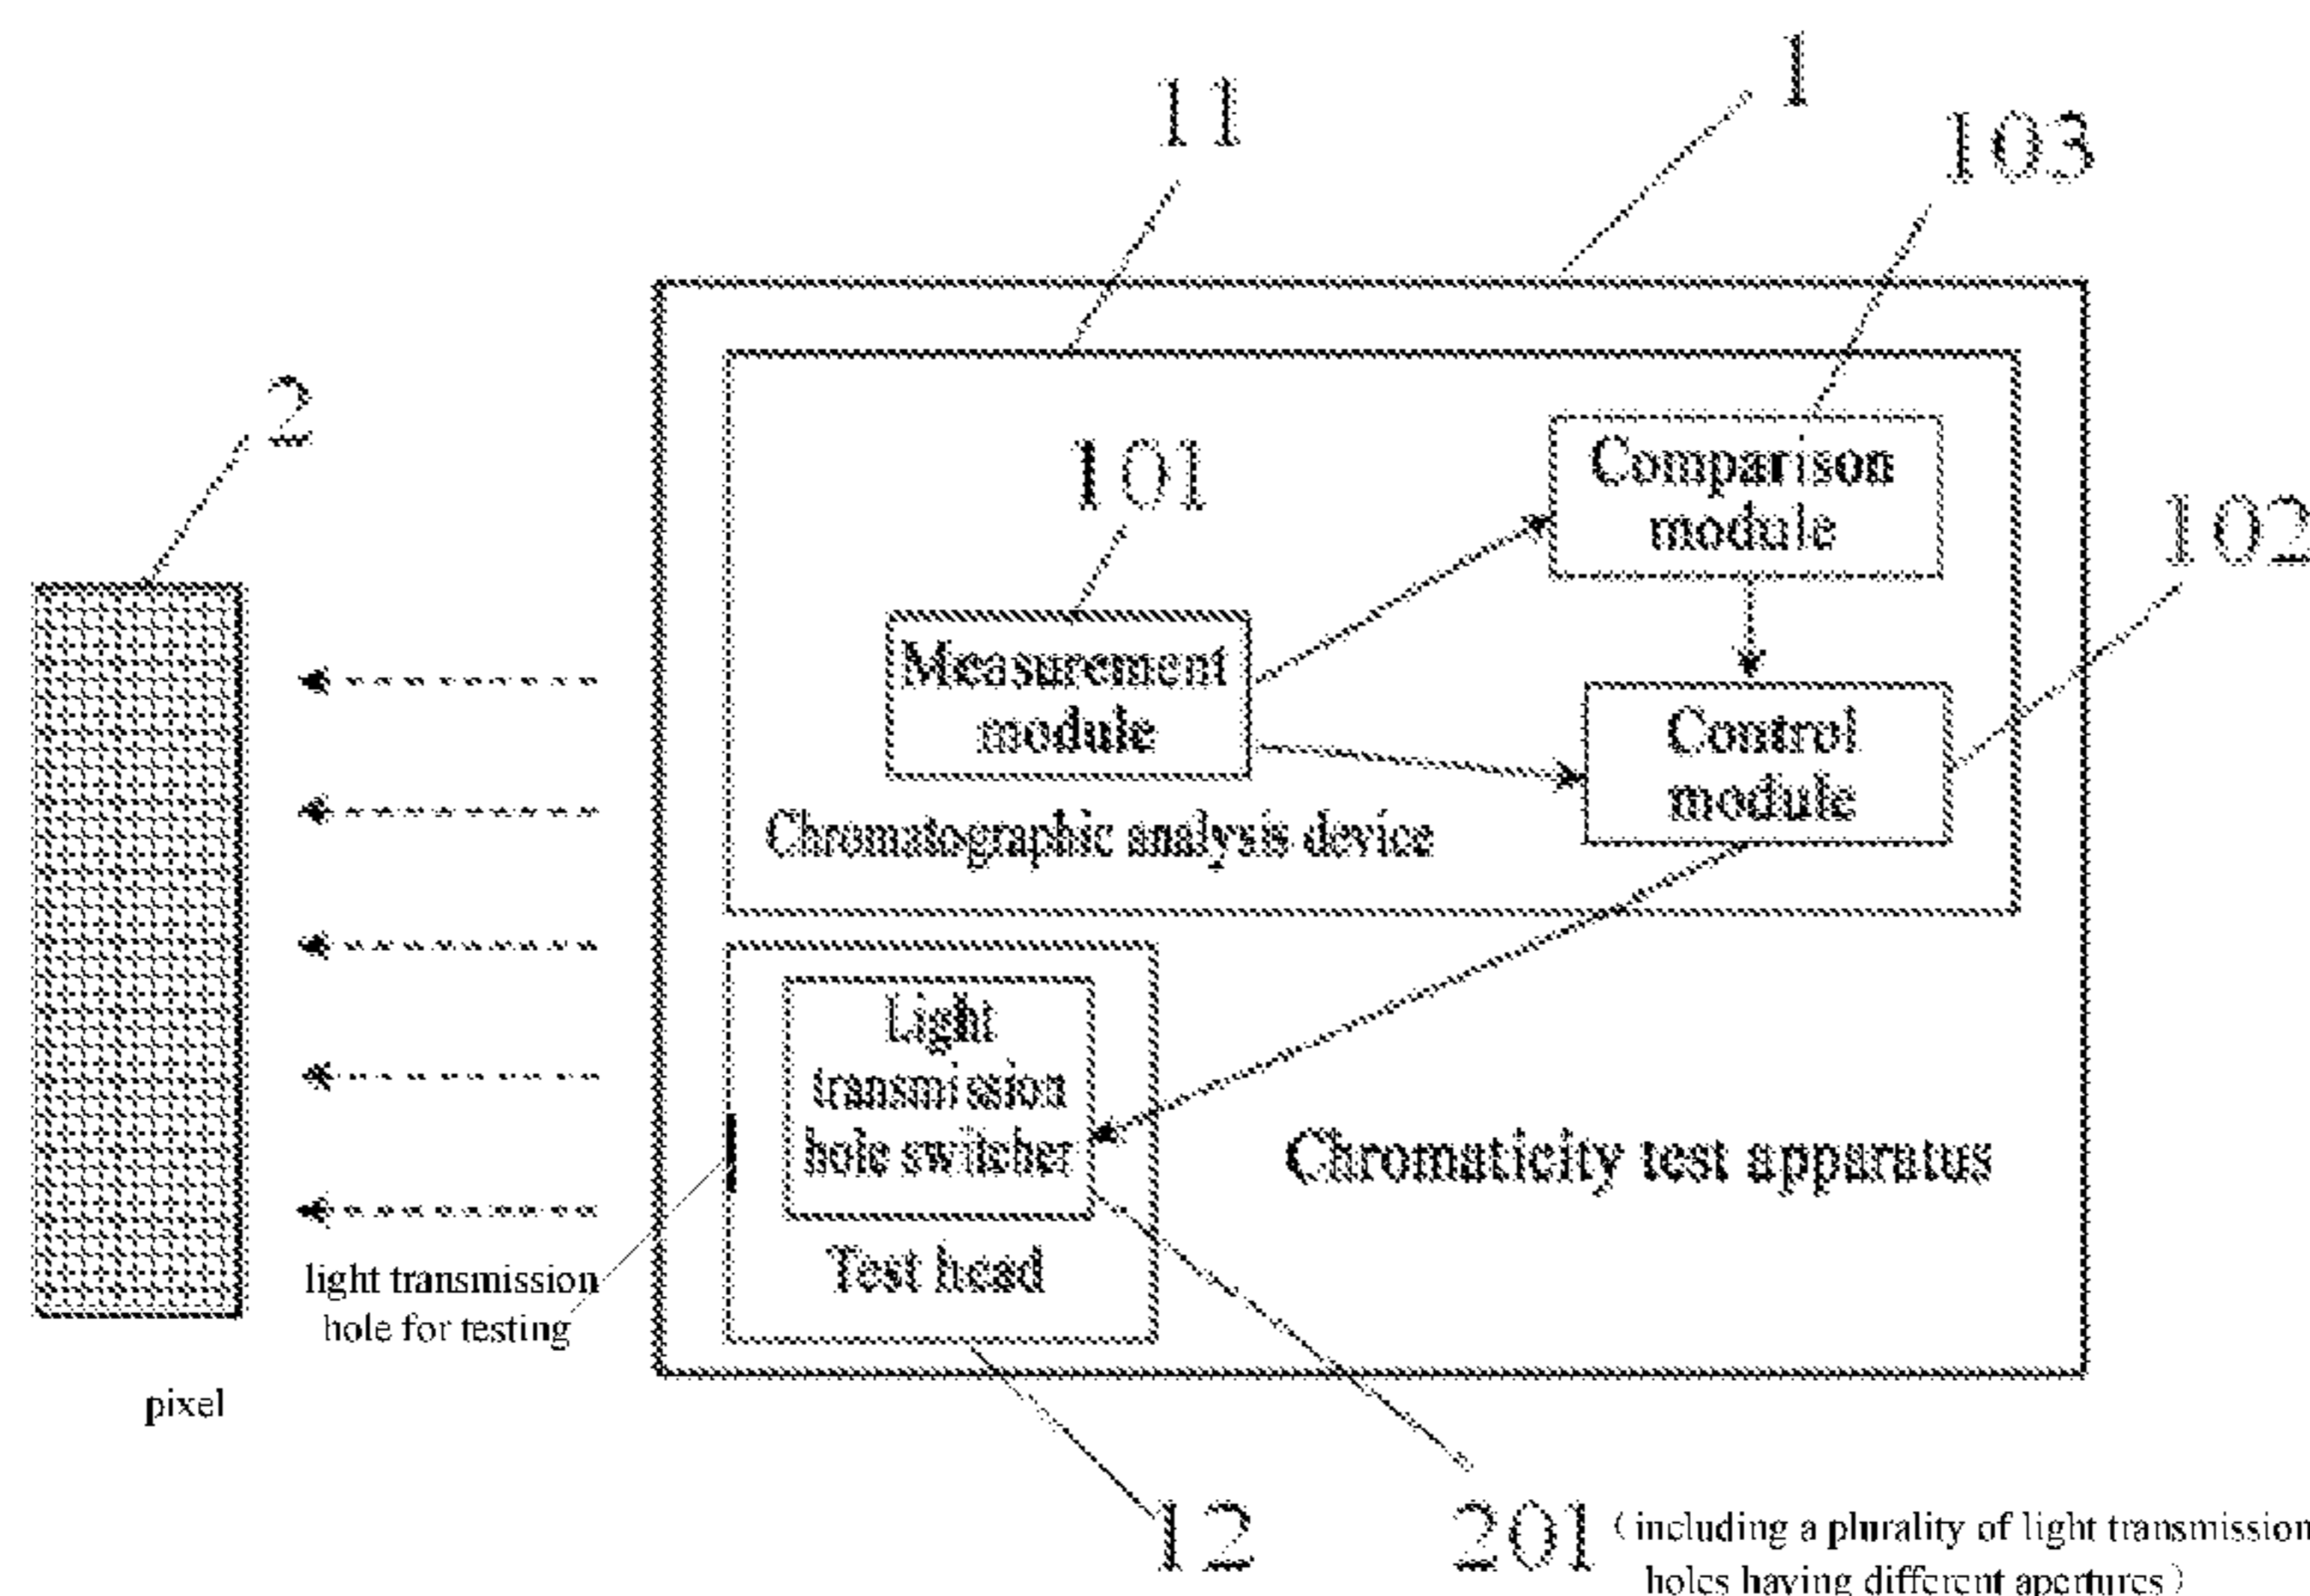 1
11
103
2
101
Comparison
module
102
Measurement
module
Control
module
Chromatographic analysis device
Light
transmission
hole switcher
Chromaticity test apparatus
Test head
light transmission
hole for testing
pixel
12
201 (including a plurality of light transmission
holes having different apertures)